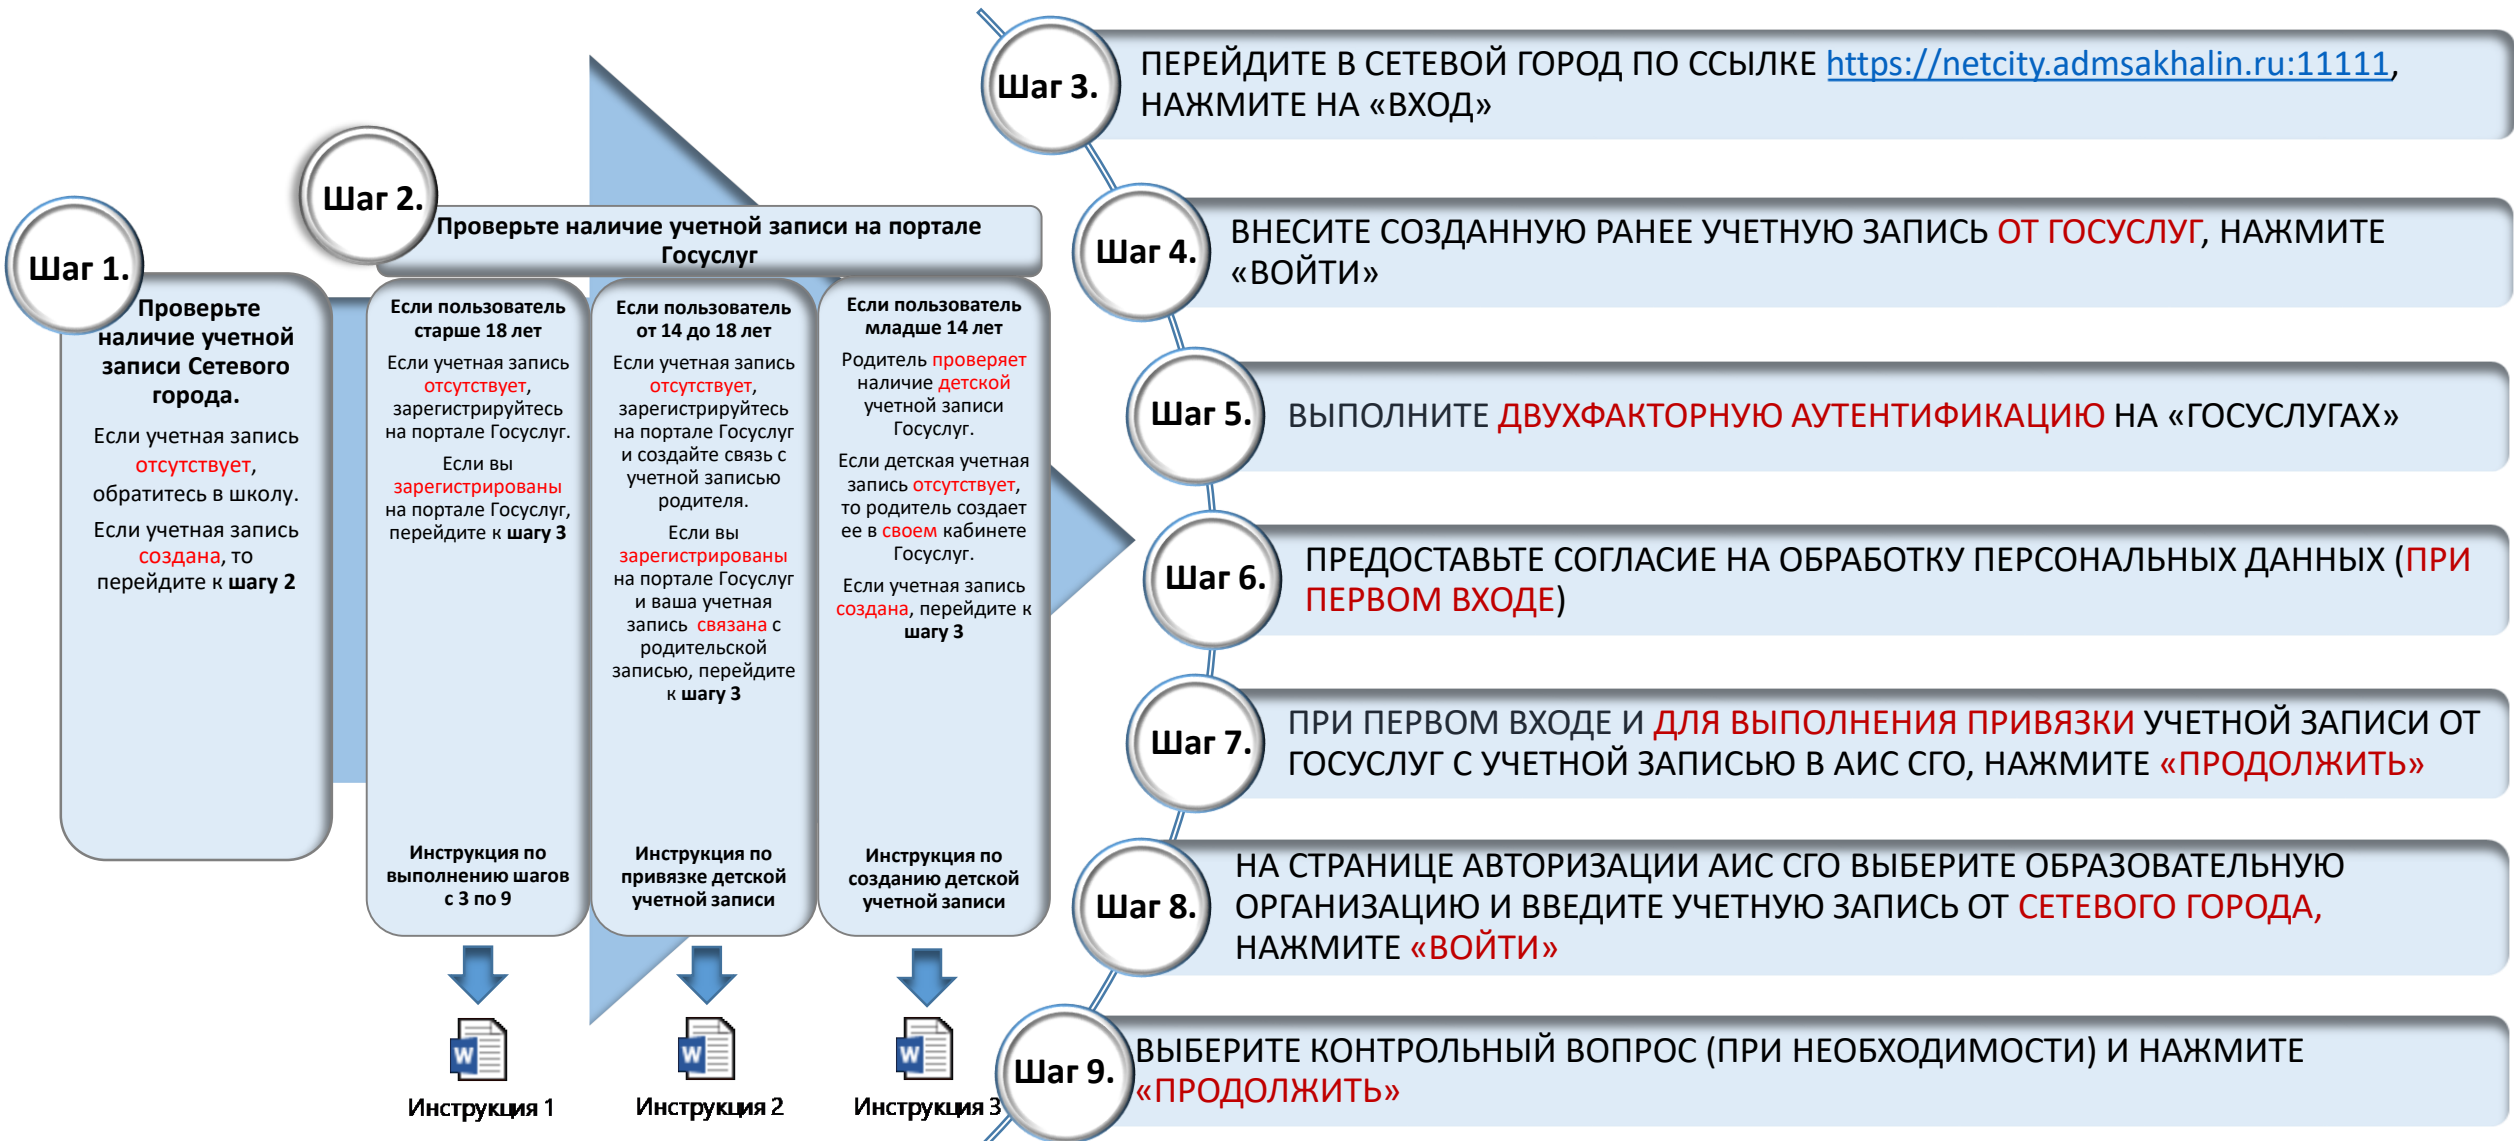 Шаг 1.
Проверьте
наличие учетной
записи Сетевого
города.
Если учетная запись
отсутствует,
обратитесь в школу.
Если учетная запись
создана, то
перейдите к шагу 2
Шаг 2.
Проверьте наличие учетной записи на портале
Госуслуг
Если пользователь
старше 18 лет
Если учетная запись
отсутствует,
зарегистрируйтесь
на портале Госуслуг.
Если вы
зарегистрированы
на портале Госуслуг,
перейдите к шагу 3
Инструкция по
выполнению шагов
с 3 по 9
Инструкция 1
Если пользователь
от 14 до 18 лет
Если учетная запись
отсутствует,
зарегистрируйтесь
на портале Госуслуг
и создайте связь с
учетной записью
родителя.
Если вы
зарегистрированы
на портале Госуслуг
и ваша учетная
запись связана с
родительской
записью, перейдите
к шагу 3
Инструкция по
привязке детской
учетной записи
Инструкция 2
Если пользователь
младше 14 лет
Родитель проверяет
наличие детской
учетной записи
Госуслуг.
Если детская учетная
запись отсутствует,
то родитель создает
ее в своем кабинете
Госуслуг.
Если учетная запись
создана, перейдите к
шагу 3
Инструкция по
созданию детской
учетной записи
Инструкция 3
Шаг 3.
ПЕРЕЙДИТЕ В СЕТЕВОЙ ГОРОД ПО ССЫЛКЕ https://netcity.admsakhalin.ru:11111,
НАЖМИТЕ НА «ВХОД»
Шаг 4.
ВНЕСИТЕ СОЗДАННУЮ РАНЕЕ УЧЕТНУЮ ЗАПИСЬ ОТ ГОСУСЛУГ, НАЖМИТЕ
«ВОЙТИ»
Шаг 5.
ВЫПОЛНИТЕ ДВУХФАКТОРНУЮ АУТЕНТИФИКАЦИЮ НА «ГОСУСЛУГАХ»
Шаг 6.
ПРЕДОСТАВЬТЕ СОГЛАСИЕ НА ОБРАБОТКУ ПЕРСОНАЛЬНЫХ ДАННЫХ (ПРИ
ПЕРВОМ ВХОДЕ)
Шаг 7.
ПРИ ПЕРВОМ ВХОДЕ И ДЛЯ ВЫПОЛНЕНИЯ ПРИВЯЗКИ УЧЕТНОЙ ЗАПИСИ ОТ
ГОСУСЛУГ С УЧЕТНОЙ ЗАПИСЬЮ В АИС СГО, НАЖМИТЕ «ПРОДОЛЖИТЬ»
Шаг 8.
НА СТРАНИЦЕ АВТОРИЗАЦИИ АИС СГО ВЫБЕРИТЕ ОБРАЗОВАТЕЛЬНУЮ
ОРГАНИЗАЦИЮ И ВВЕДИТЕ УЧЕТНУЮ ЗАПИСЬ ОТ СЕТЕВОГО ГОРОДА,
НАЖМИТЕ «ВОЙТИ»
Шаг 9.
ВЫБЕРИТЕ КОНТРОЛЬНЫЙ ВОПРОС (ПРИ НЕОБХОДИМОСТИ) И НАЖМИТЕ
«ПРОДОЛЖИТЬ»